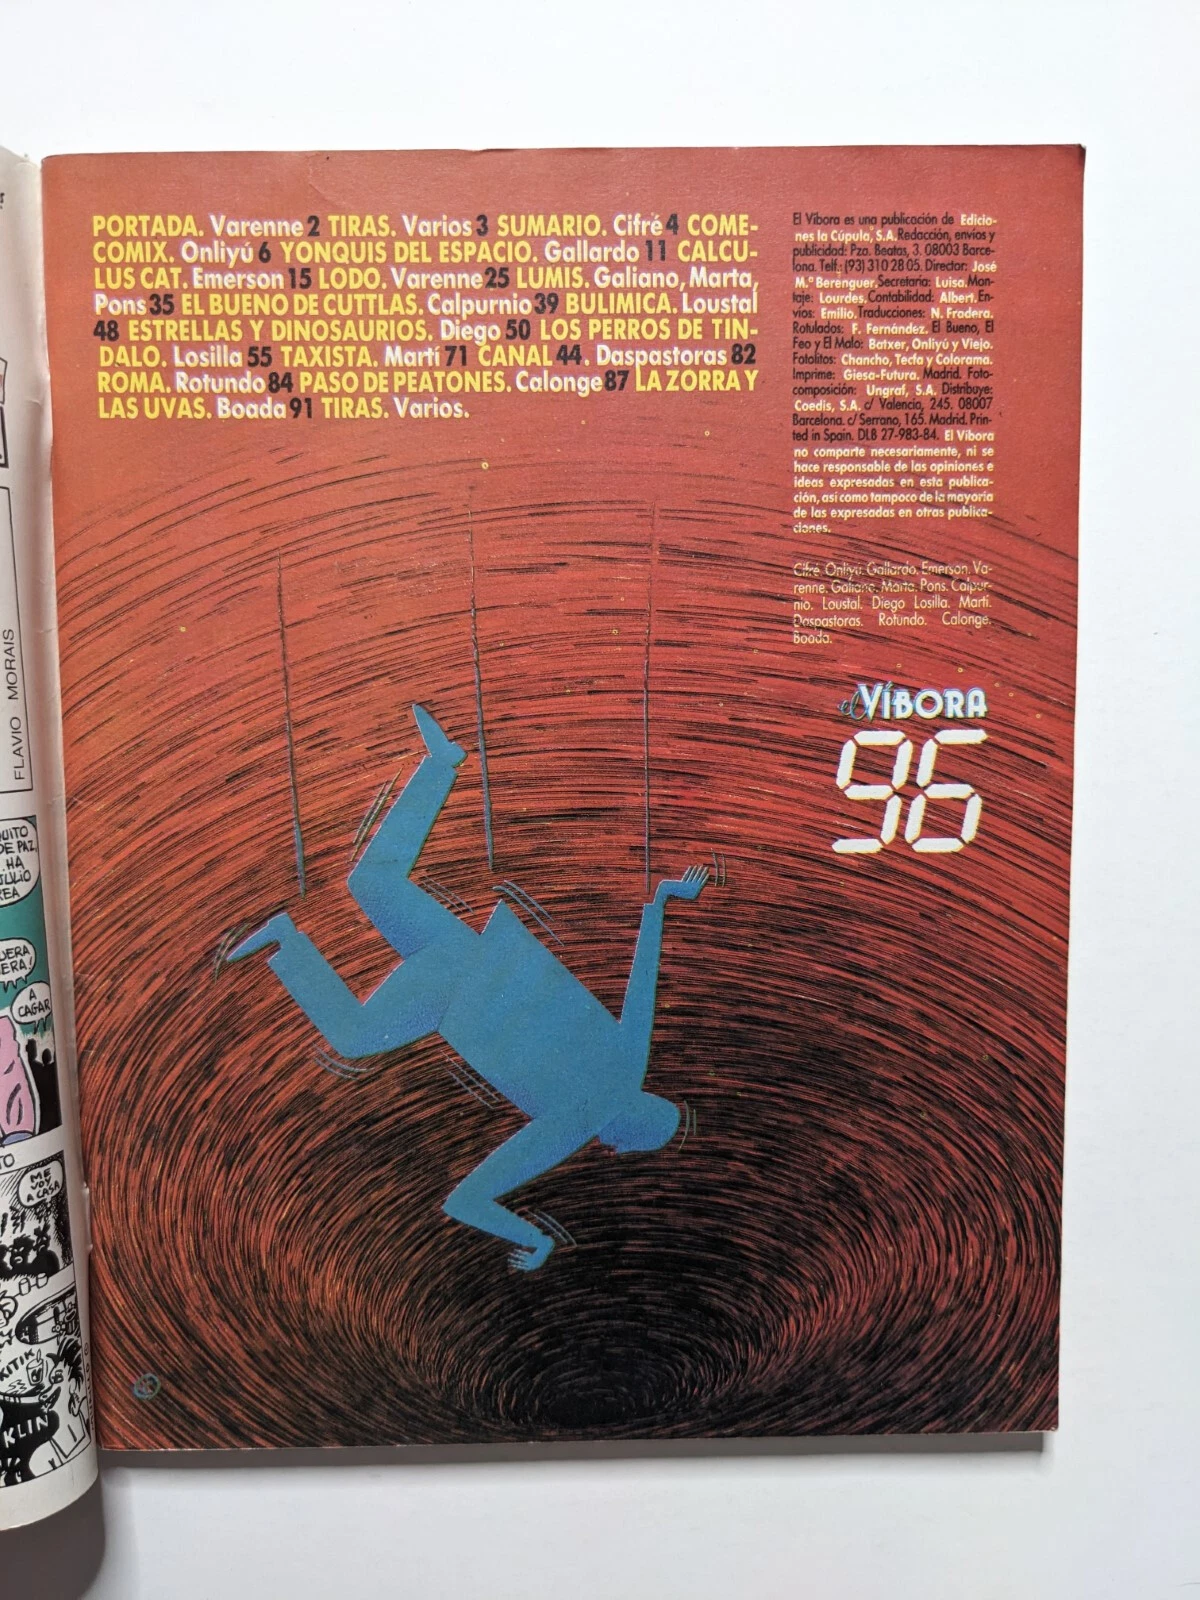 PORTADA. Varenne 2 TIRAS. Varios 3 SUMARIO. Cifré 4 COME-
COMIX. Onliyú 6 YONQUIS DEL ESPACIO. Gallardo 11 CALCU-
LUS CAT. Emerson 15 LODO. Varenne 25 LUMIS. Galiano, Marta,
Pons 35 EL BUENO DE CUTTLAS. Calpurnio 39 BULIMICA. Loustal
48 ESTRELLAS Y DINOSAURIOS. Diego 50 LOS PERROS DE TIN-
DALO. Losilla 55 TAXISTA. Martí 71 CANAL 44. Daspastoras 82
ROMA. Rotundo 84 PASO DE PEATONES. Calonge 87 LA ZORRA Y
LAS UVAS. Boada 91 TIRAS. Varios.
El Víbora es una publicación de Edicio-
nes la Cúpula, S.A. Redacción, envíos y
publicidad: Pza. Beatas, 3. 08003 Barce-
lona. Telf.: (93) 310 28 05. Director: José
M.ª Berenguer. Secretaria: Luisa. Mon-
taje: Lourdes. Contabilidad: Albert. En-
víos: Emilio. Traducciones: N. Fradera.
Rotulados: F. Fernández. El Bueno, El
Feo y El Malo: Batxer, Onliyú y Viejo.
Fotolitos: Chancho, Tecfa y Colorama.
Imprime: Giesa-Futura. Madrid. Foto-
composición: Ungraf, S.A. Distribuye:
Coedis, S.A. c/ Valencia, 245. 08007
Barcelona. c/ Serrano, 165. Madrid. Prin-
ted in Spain. DLB 27-983-84. El Víbora
no comparte necesariamente, ni se
hace responsable de las opiniones e
ideas expresadas en esta publica-
ción, así como tampoco de la mayoría
de las expresadas en otras publica-
ciones.
Cifré. Onliyú. Gallardo. Emerson. Va-
renne. Galiano. Marta. Pons. Calpur-
nio. Loustal. Diego Losilla. Martí.
Daspastoras. Rotundo. Calonge.
Boada.
el VÍBORA
96
FLAVIO MORAIS
DE PAZ,
HA
A
CAGAR
ME
VOY
A CASA
KITIK
KLIN